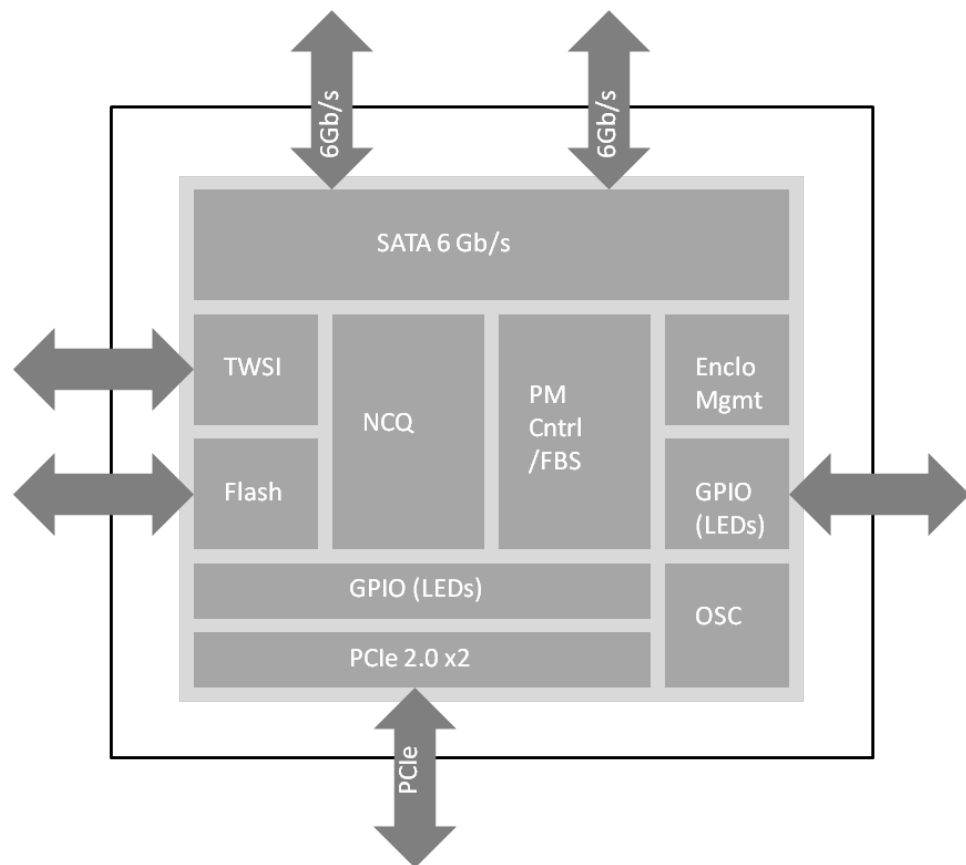 6Gb/s
6Gb/s
SATA 6 Gb/s
TWSI
NCQ
PM
Cntrl
/FBS
Enclo
Mgmt
Flash
GPIO
(LEDs)
GPIO (LEDs)
OSC
PCIe 2.0 x2
PCIe